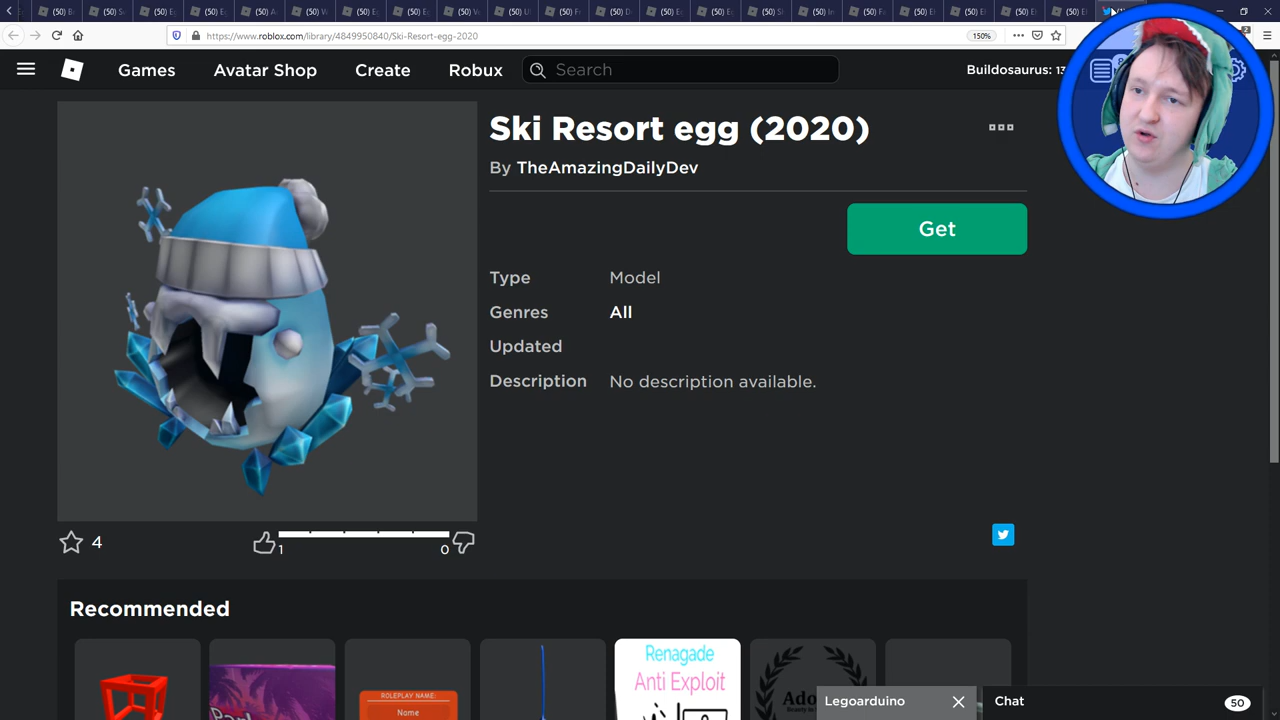 https://www.roblox.com/library/4849950840/Ski-Resort-egg-2020
150%
Games
Avatar Shop
Create
Robux
Search
Buildosaurus:
Ski Resort egg (2020)
By TheAmazingDailyDev
Get
Type Model
Genres All
Updated
Description No description available.
4
1
0
Recommended
ROLEPLAY NAME:
Name
Renagade
Anti Exploit
Legoarduino
Chat
50